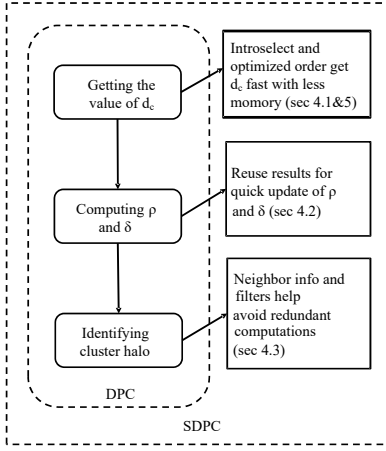 Getting the
value of dc
Introselect and
optimized order get
dc fast with less
momory (sec 4.1&5)
Computing ρ
and δ
Reuse results for
quick update of ρ
and δ (sec 4.2)
Identifying
cluster halo
Neighbor info and
filters help
avoid redundant
computations
(sec 4.3)
DPC
SDPC